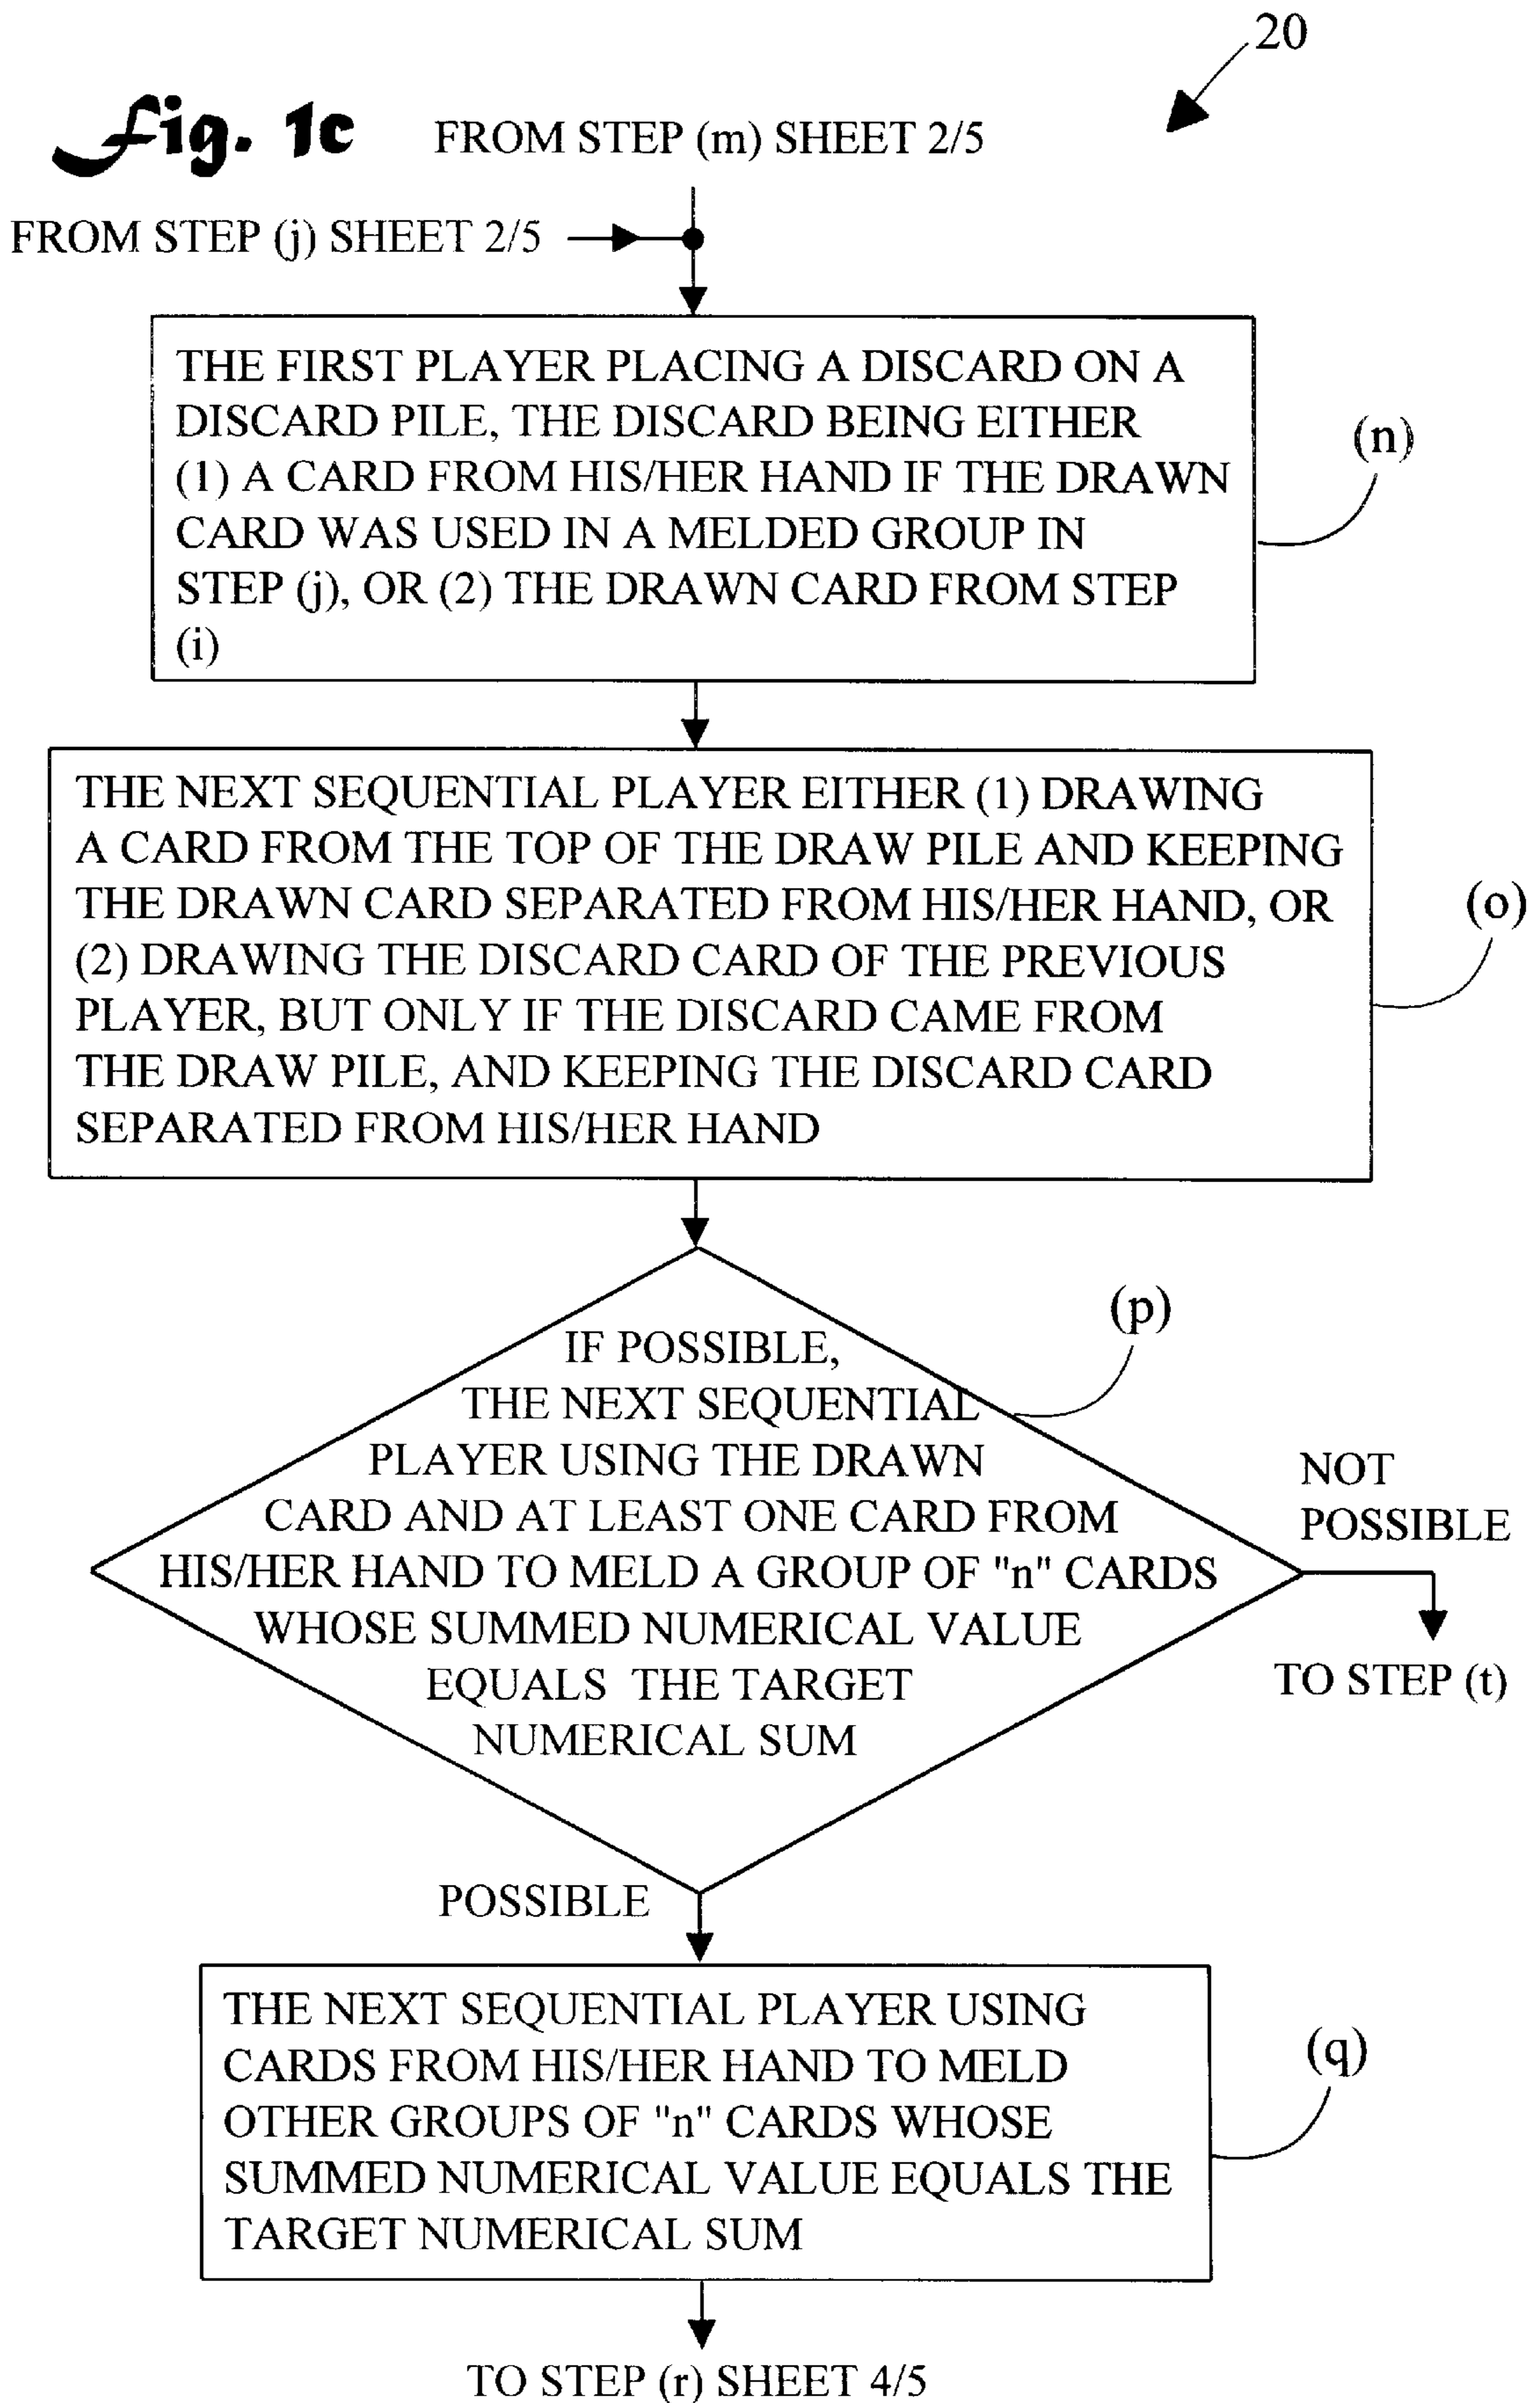 20
Fig. 1c
FROM STEP (m) SHEET 2/5
FROM STEP (j) SHEET 2/5
THE FIRST PLAYER PLACING A DISCARD ON A
DISCARD PILE, THE DISCARD BEING EITHER
(1) A CARD FROM HIS/HER HAND IF THE DRAWN
CARD WAS USED IN A MELDED GROUP IN
STEP (j), OR (2) THE DRAWN CARD FROM STEP
(i)
(n)
THE NEXT SEQUENTIAL PLAYER EITHER (1) DRAWING
A CARD FROM THE TOP OF THE DRAW PILE AND KEEPING
THE DRAWN CARD SEPARATED FROM HIS/HER HAND, OR
(2) DRAWING THE DISCARD CARD OF THE PREVIOUS
PLAYER, BUT ONLY IF THE DISCARD CAME FROM
THE DRAW PILE, AND KEEPING THE DISCARD CARD
SEPARATED FROM HIS/HER HAND
(o)
IF POSSIBLE,
THE NEXT SEQUENTIAL
PLAYER USING THE DRAWN
CARD AND AT LEAST ONE CARD FROM
HIS/HER HAND TO MELD A GROUP OF "n" CARDS
WHOSE SUMMED NUMERICAL VALUE
EQUALS THE TARGET
NUMERICAL SUM
(p)
NOT
POSSIBLE
TO STEP (t)
POSSIBLE
THE NEXT SEQUENTIAL PLAYER USING
CARDS FROM HIS/HER HAND TO MELD
OTHER GROUPS OF "n" CARDS WHOSE
SUMMED NUMERICAL VALUE EQUALS THE
TARGET NUMERICAL SUM
(q)
TO STEP (r) SHEET 4/5